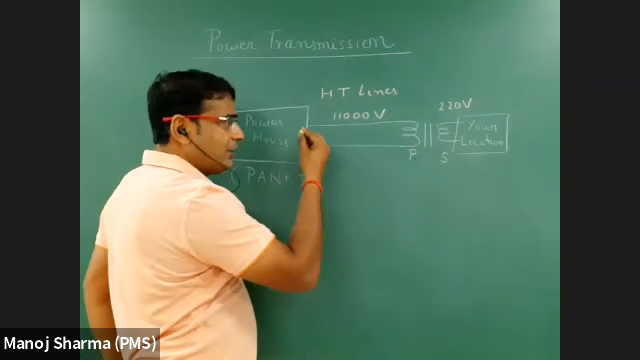 Power Transmission
HT Lines
11000 V
220V
Power
House
Your
Location
P
S
Manoj Sharma (PMS)